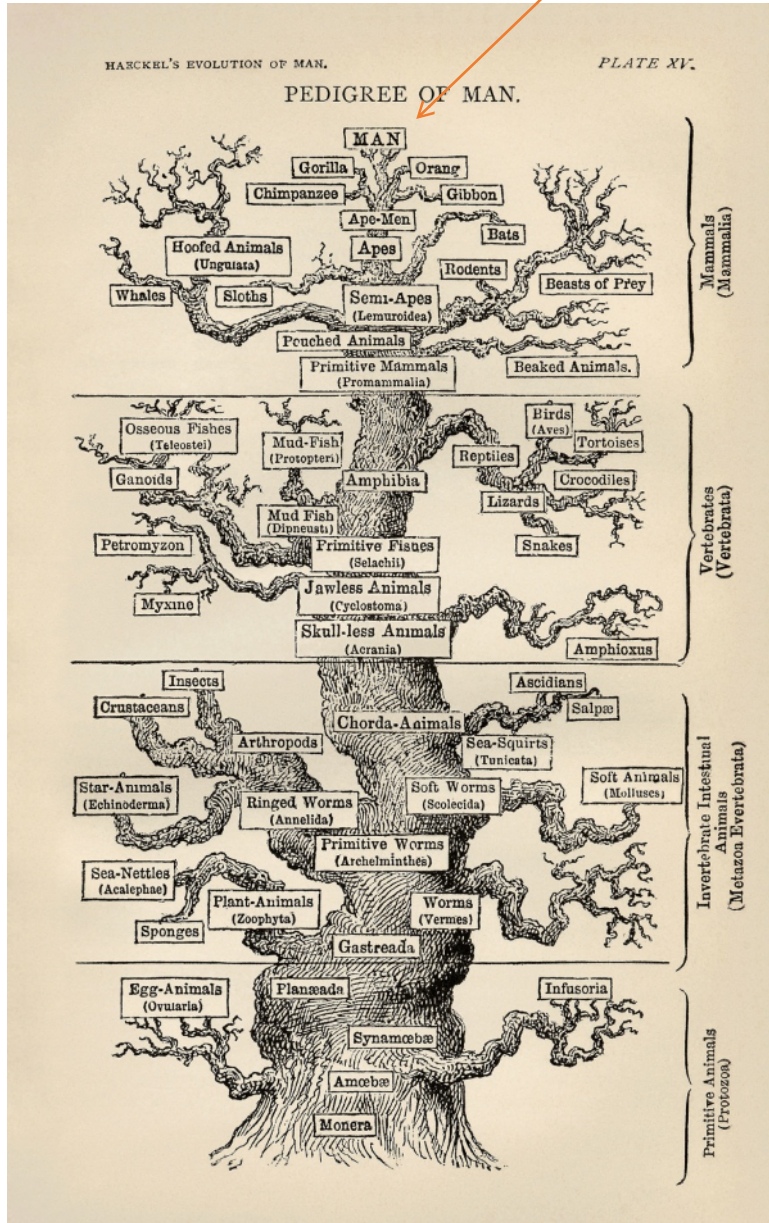 HAECKEL'S EVOLUTION OF MAN.
PLATE XV.
PEDIGREE OF MAN.
MAN
Gorilla
Orang
Chimpanzee
Gibbon
Ape-Men
Bats
Hoofed Animals
(Ungulata)
Apes
Rodents
Beasts of Prey
Whales
Sloths
Semi-Apes
(Lemuroidea)
Pouched Animals
Primitive Mammals
(Promammalia)
Beaked Animals.
Mammals
(Mammalia)
Osseous Fishes
(Teleostei)
Mud-Fish
(Protopteri)
Birds
(Aves)
Tortoises
Reptiles
Ganoids
Amphibia
Crocodiles
Lizards
Mud Fish
(Dipneusti)
Petromyzon
Primitive Fishes
(Selachii)
Snakes
Myxine
Jawless Animals
(Cyclostoma)
Skull-less Animals
(Acrania)
Amphioxus
Vertebrates
(Vertebrata)
Insects
Ascidians
Crustaceans
Salpæ
Chorda-Animals
Arthropods
Sea-Squirts
(Tunicata)
Star-Animals
(Echinoderma)
Ringed Worms
(Annelida)
Soft Worms
(Scolecida)
Soft Animals
(Molluscs)
Primitive Worms
(Archelminthes)
Sea-Nettles
(Acalephae)
Plant-Animals
(Zoophyta)
Worms
(Vermes)
Sponges
Gastreada
Invertebrate Intestinal
Animals
(Metazoa Evertebrata)
Egg-Animals
(Ovularia)
Planæada
Infusoria
Synamœbæ
Amœbæ
Monera
Primitive Animals
(Protozoa)